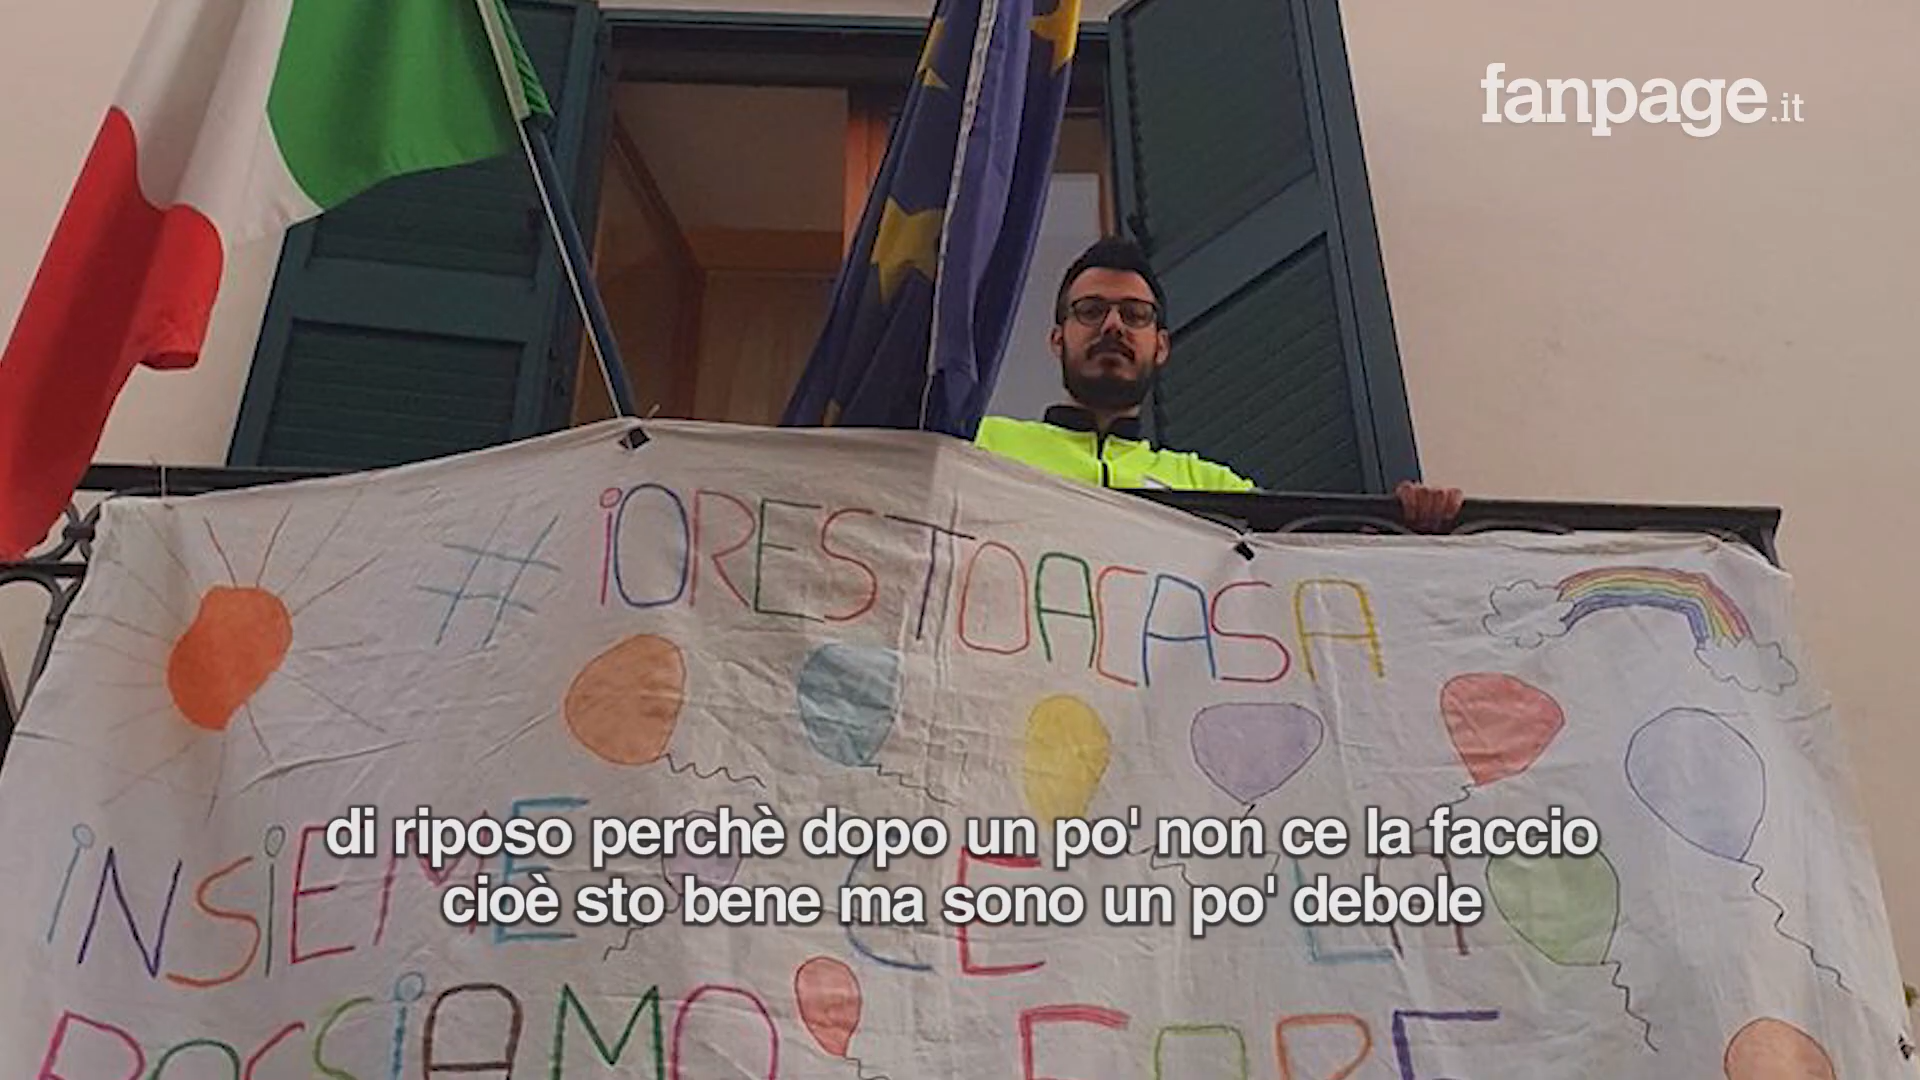 fanpage.it
#iORESTOACASA
iNSiEME CE LA
di riposo perchè dopo un po' non ce la faccio
cioè sto bene ma sono un po' debole
POSSiAMO FARE